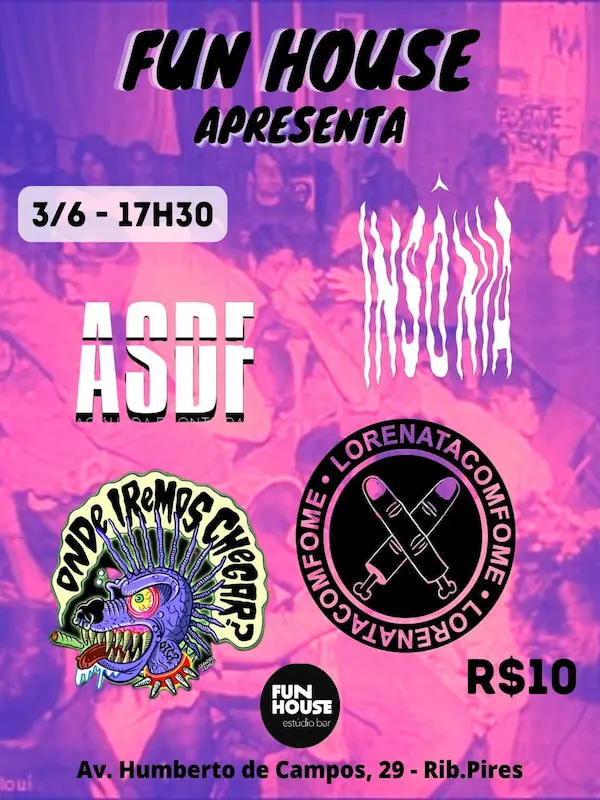 FUN HOUSE
APRESENTA
3/6 - 17H30
INSÔNIA
ASDF
ONDE IREMOS CHEGAR?
LORENATACOMFOME • LORENATACOMFOME •
R$10
FUN
HOUSE
estúdio bar
Av. Humberto de Campos, 29 - Rib.Pires